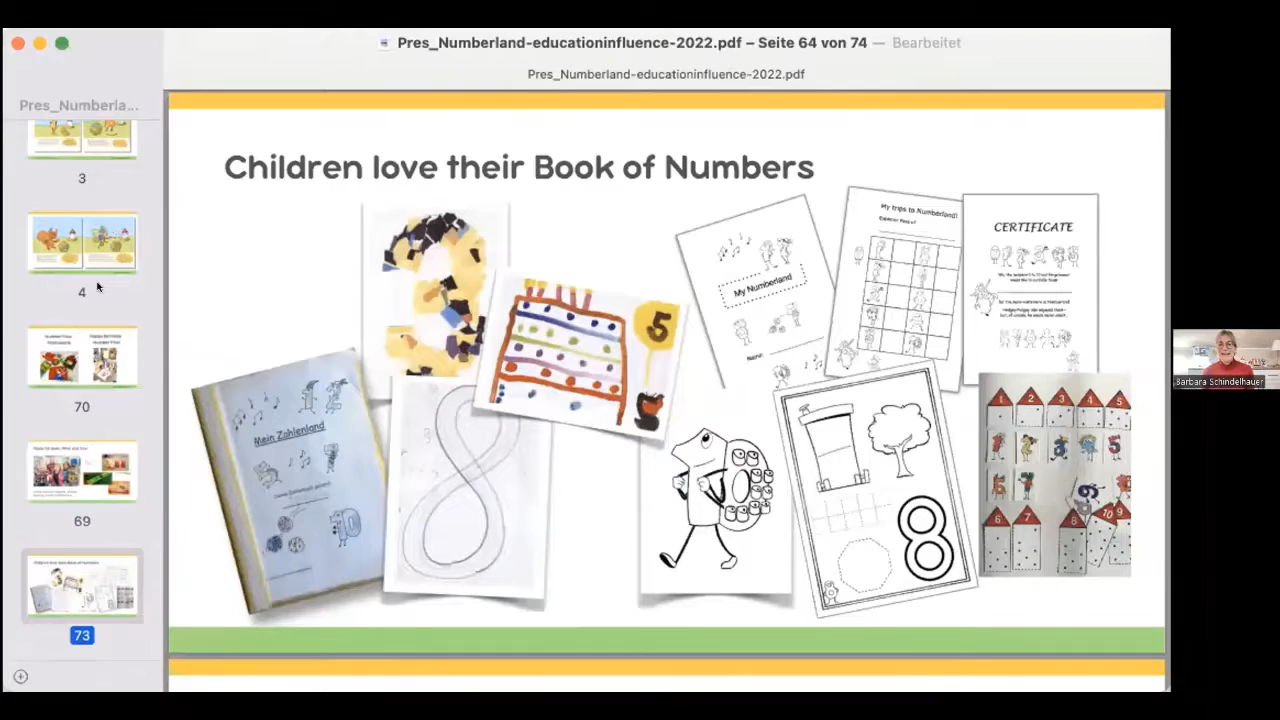 Pres_Numberland-educationinfluence-2022.pdf – Seite 64 von 74 — Bearbeitet
Pres_Numberland-educationinfluence-2022.pdf
Pres_Numberla...
3
4
70
69
73
Children love their Book of Numbers
5
My Numberland
Name:
My trips to Numberland!
CERTIFICATE
Mein Zahlenland
8
1 2 3 4 5
6 7 8 10 9
Barbara Schindelhauer